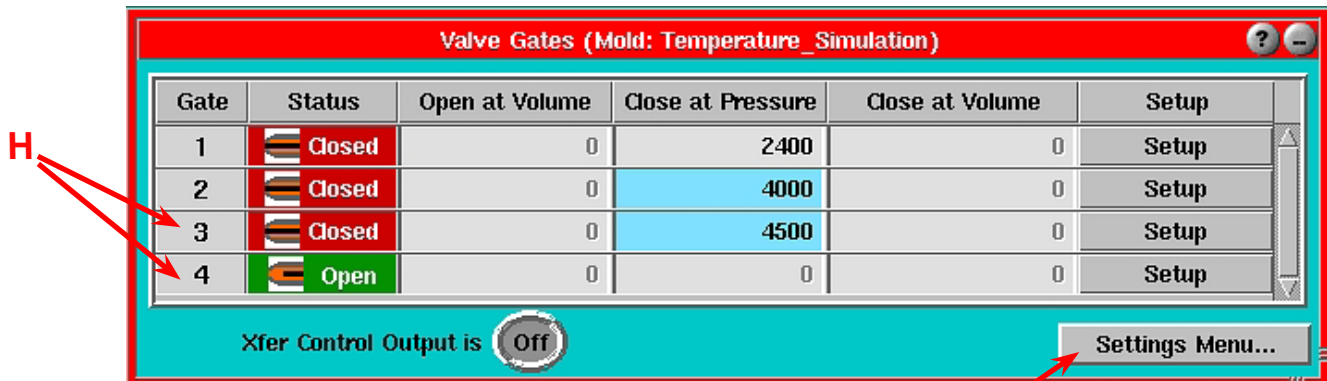 Valve Gates (Mold: Temperature_Simulation) ? -
Gate Status Open at Volume Close at Pressure Close at Volume Setup
1 Closed 0 2400 0 Setup
H
2 Closed 0 4000 0 Setup
3 Closed 0 4500 0 Setup
4 Open 0 0 0 Setup
Xfer Control Output is Off Settings Menu...